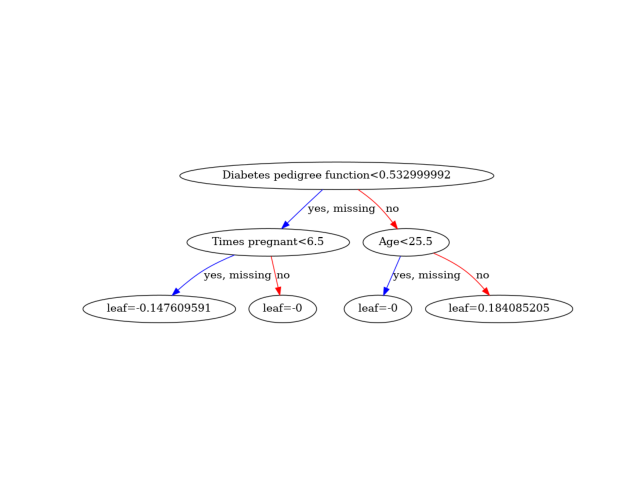 Diabetes pedigree function<0.532999992
yes, missing no
Times pregnant<6.5 Age<25.5
yes, missing no yes, missing no
leaf=-0.147609591 leaf=-0 leaf=-0 leaf=0.184085205